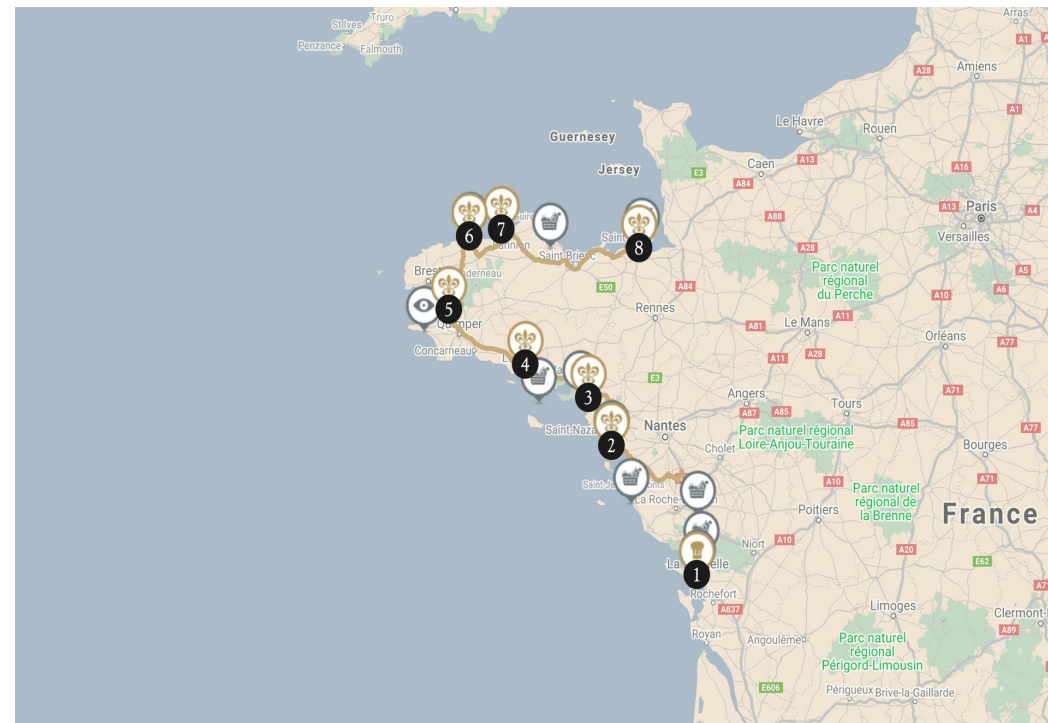 Truro
St Ives
Penzance
Falmouth
Arras
A1
A28
Amiens
A1
Le Havre
Rouen
Guernesey
Jersey
E3
Caen
A13
A16
A84
A13
Paris
A4
A88
Versailles
A28
A5
6
7
8
Saint-Brieuc
Brest
Parc naturel
régional
du Perche
A6
E50
A84
A10
5
Rennes
A11
Quimper
A81
Le Mans
Orléans
Concarneau
A77
A11
A28
4
3
E3
Angers
A71
Tours
A87
A85
A85
A77
Nantes
Parc naturel régional
Loire-Anjou-Touraine
2
Cholet
Bourges
A71
A10
Parc naturel
régional de
la Brenne
Poitiers
France
Niort
A10
A20
E62
1
Rochefort
A837
Limoges
A89
Royan
Angoulême
Parc naturel
régional
Périgord-Limousin
E606
Périgueux
Brive-la-Gaillarde